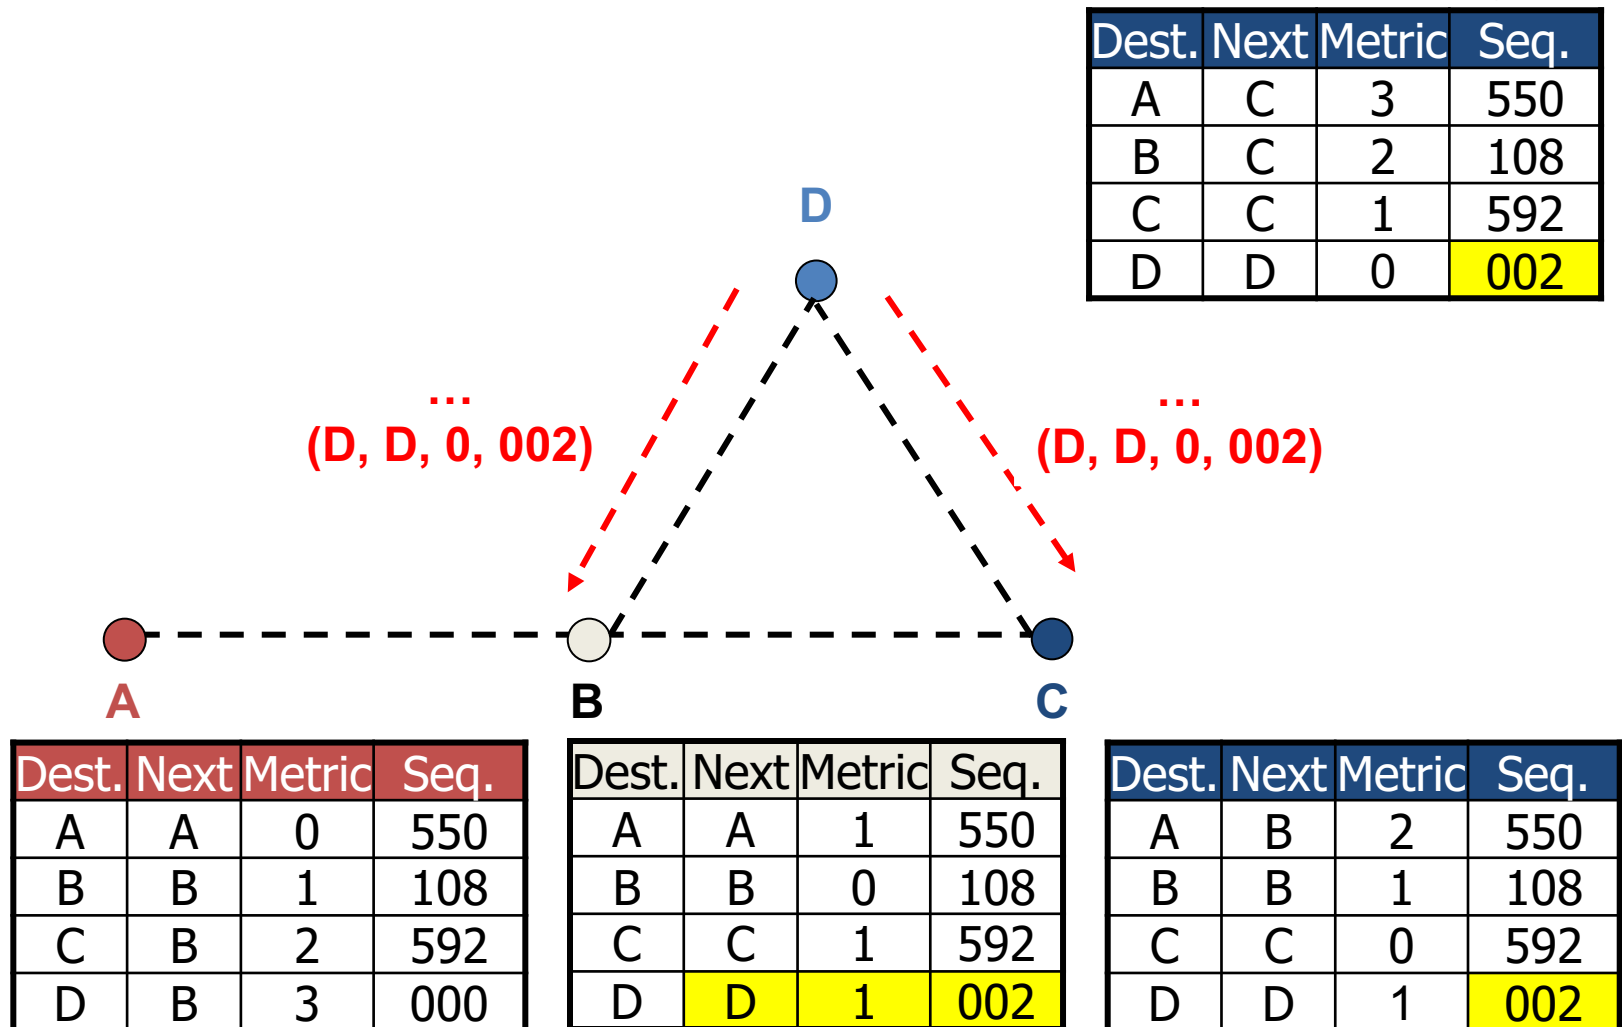 Dest. Next Metric Seq.
A C 3 550
B C 2 108
C C 1 592
D D 0 002
D
...
(D, D, 0, 002)
...
(D, D, 0, 002)
A
B
C
Dest. Next Metric Seq.
A A 0 550
B B 1 108
C B 2 592
D B 3 000
Dest. Next Metric Seq.
A A 1 550
B B 0 108
C C 1 592
D D 1 002
Dest. Next Metric Seq.
A B 2 550
B B 1 108
C C 0 592
D D 1 002